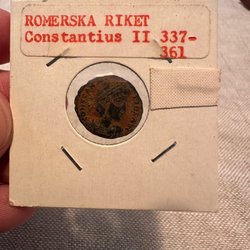 ROMERSKA RIKET
Constantius II 337-
361